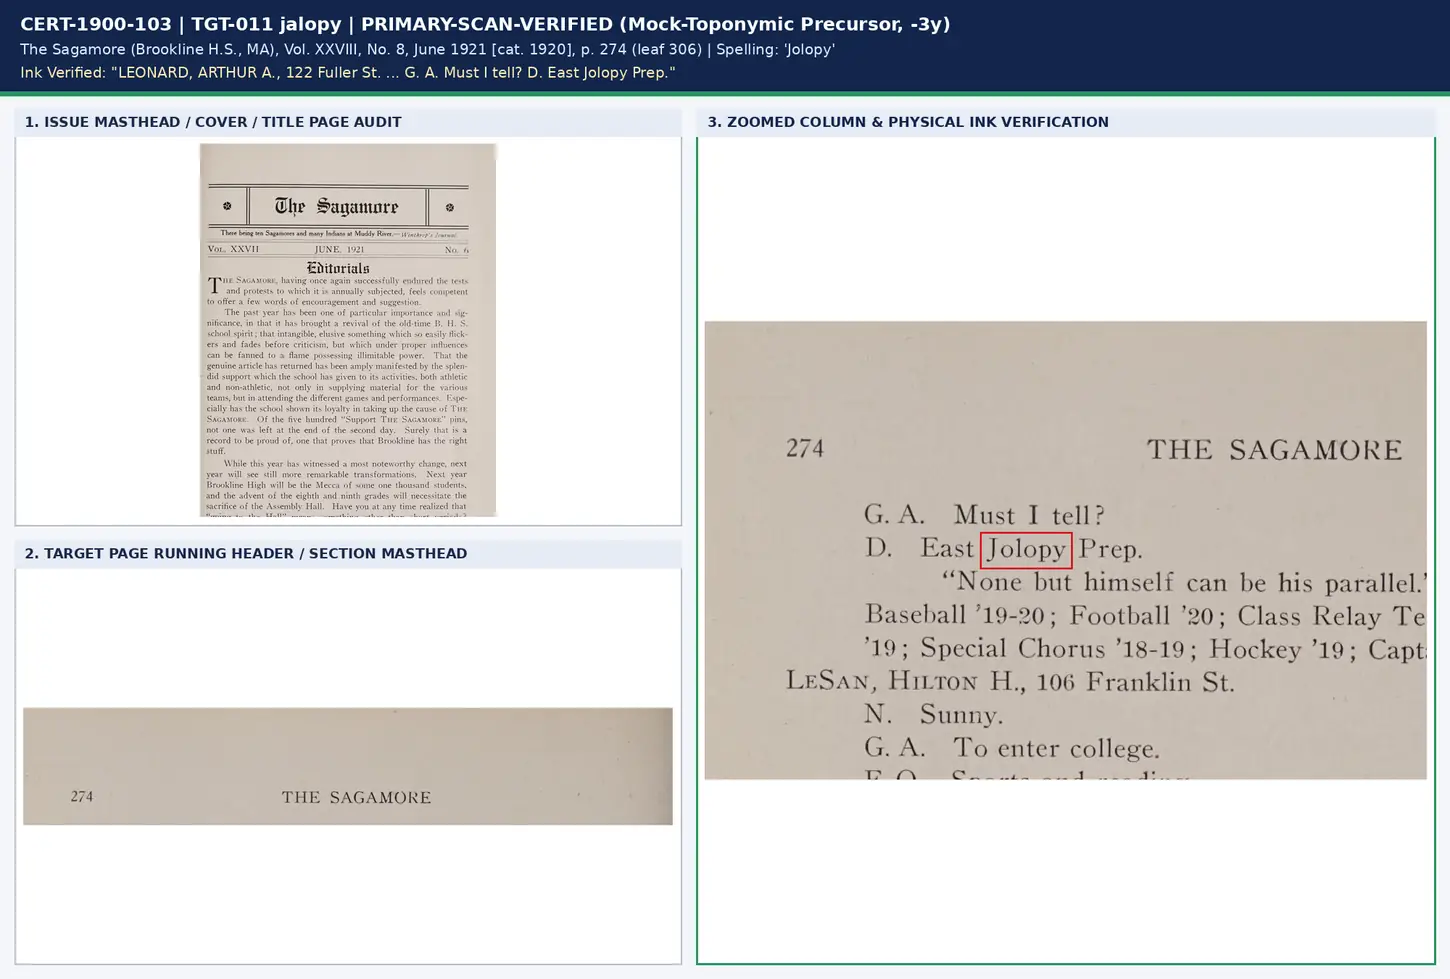 CERT-1900-103 | TGT-011 jalopy | PRIMARY-SCAN-VERIFIED (Mock-Toponymic Precursor, -3y)
The Sagamore (Brookline H.S., MA), Vol. XXVIII, No. 8, June 1921 [cat. 1920], p. 274 (leaf 306) | Spelling: 'Jolopy'
Ink Verified: "LEONARD, ARTHUR A., 122 Fuller St. ... G. A. Must I tell? D. East Jolopy Prep."
1. ISSUE MASTHEAD / COVER / TITLE PAGE AUDIT
The Sagamore
There being ten Sagamores and many Indians at Muddy River.—Winthrop's Journal
VOL. XXVII JUNE, 1921 No. 6
Editorials
THE SAGAMORE, having once again successfully endured the tests
and protests to which it is annually subjected, feels competent
to offer a few words of encouragement and suggestion.
The past year has been one of particular importance and sig-
nificance, in that it has brought a revival of the old-time B. H. S.
school spirit; that intangible, elusive something which so easily flick-
ers and fades before criticism, but which under proper influences
can be fanned to a flame possessing illimitable power. That the
genuine article has returned has been amply manifested by the splen-
did support which the school has given to its activities, both athletic
and non-athletic, not only in supplying material for the various
teams, but in attending the different games and performances. Espe-
cially has the school shown its loyalty in taking up the cause of THE
SAGAMORE. Of the five hundred "Support THE SAGAMORE" pins,
not one was left at the end of the second day. Surely that is a
record to be proud of, one that proves that Brookline has the right
stuff.
While this year has witnessed a most noteworthy change, next
year will see still more remarkable transformations. Next year
Brookline High will be the Mecca of some one thousand students,
and the advent of the eighth and ninth grades will necessitate the
sacrifice of the Assembly Hall. Have you at any time realized that
2. TARGET PAGE RUNNING HEADER / SECTION MASTHEAD
274 THE SAGAMORE
3. ZOOMED COLUMN & PHYSICAL INK VERIFICATION
274 THE SAGAMORE
G. A. Must I tell?
D. East Jolopy Prep.
"None but himself can be his parallel.'
Baseball '19-20; Football '20; Class Relay Te
'19; Special Chorus '18-19; Hockey '19; Capt
LESAN, HILTON H., 106 Franklin St.
N. Sunny.
G. A. To enter college.